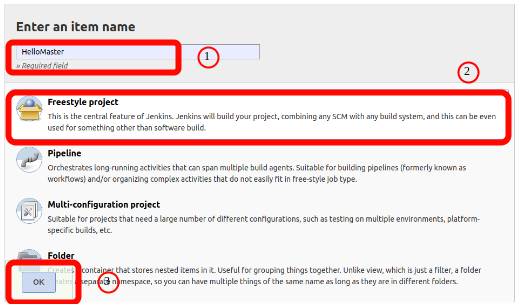 Enter an item name
HelloMaster
1
» Required field
2
Freestyle project
This is the central feature of Jenkins. Jenkins will build your project, combining any SCM with any build system, and this can be even
used for something other than software build.
Pipeline
Orchestrates long-running activities that can span multiple build agents. Suitable for building pipelines (formerly known as
workflows) and/or organizing complex activities that do not easily fit in free-style job type.
Multi-configuration project
Suitable for projects that need a large number of different configurations, such as testing on multiple environments, platform-
specific builds, etc.
Folder
container that stores nested items in it. Useful for grouping things together. Unlike view, which is just a filter, a folder
namespace, so you can have multiple things of the same name as long as they are in different folders.
OK
3